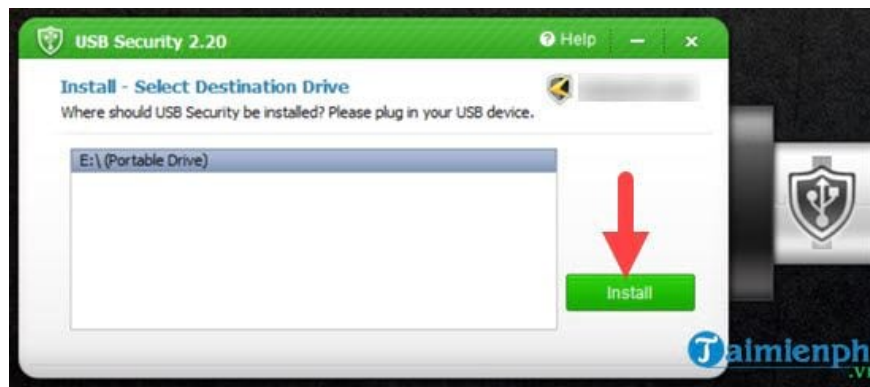 USB Security 2.20
Help
Install - Select Destination Drive
Where should USB Security be installed? Please plug in your USB device.
E:\ (Portable Drive)
Install
Taimienph
.v